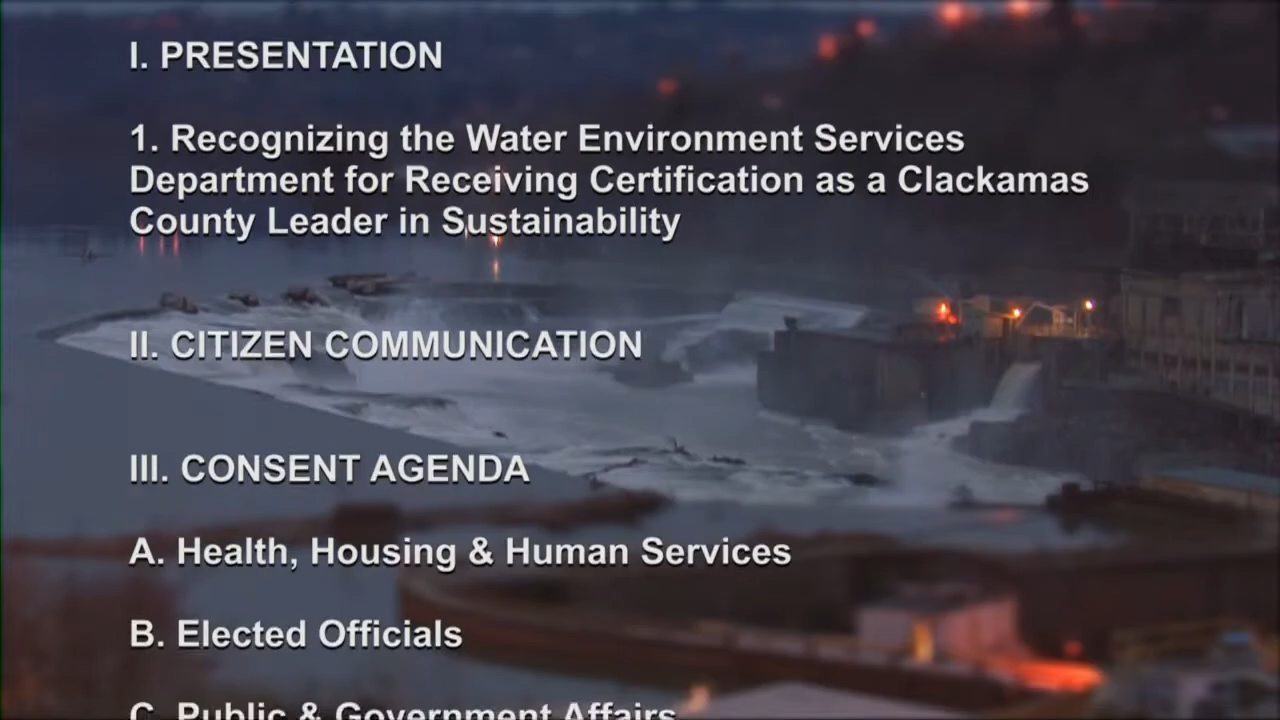 I. PRESENTATION
1. Recognizing the Water Environment Services
Department for Receiving Certification as a Clackamas
County Leader in Sustainability
II. CITIZEN COMMUNICATION
III. CONSENT AGENDA
A. Health, Housing & Human Services
B. Elected Officials
C. Public & Government Affairs